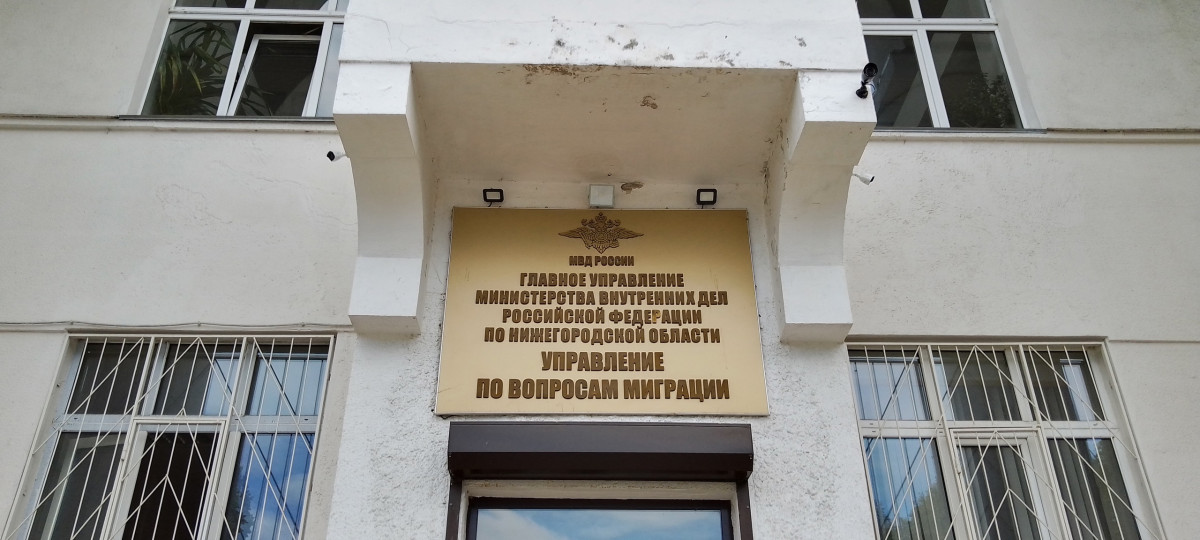 МВД РОССИИ
ГЛАВНОЕ УПРАВЛЕНИЕ
МИНИСТЕРСТВА ВНУТРЕННИХ ДЕЛ
РОССИЙСКОЙ ФЕДЕРАЦИИ
ПО НИЖЕГОРОДСКОЙ ОБЛАСТИ
УПРАВЛЕНИЕ
ПО ВОПРОСАМ МИГРАЦИИ